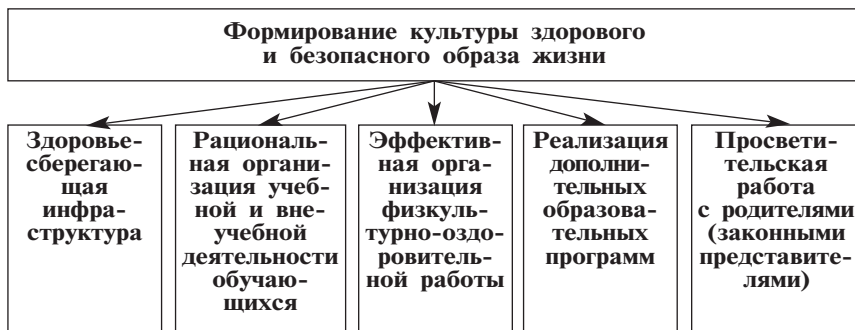 Формирование культуры здорового
и безопасного образа жизни
Здоровье-
сберегаю-
щая
инфра-
структура
Рациональ-
ная органи-
зация учеб-
ной и вне-
учебной
деятельности
обучаю-
щихся
Эффектив-
ная орга-
низация
физкуль-
турно-оздо-
ровитель-
ной работы
Реализация
дополни-
тельных
образова-
тельных
программ
Просвети-
тельская
работа
с родителями
(законными
представите-
лями)